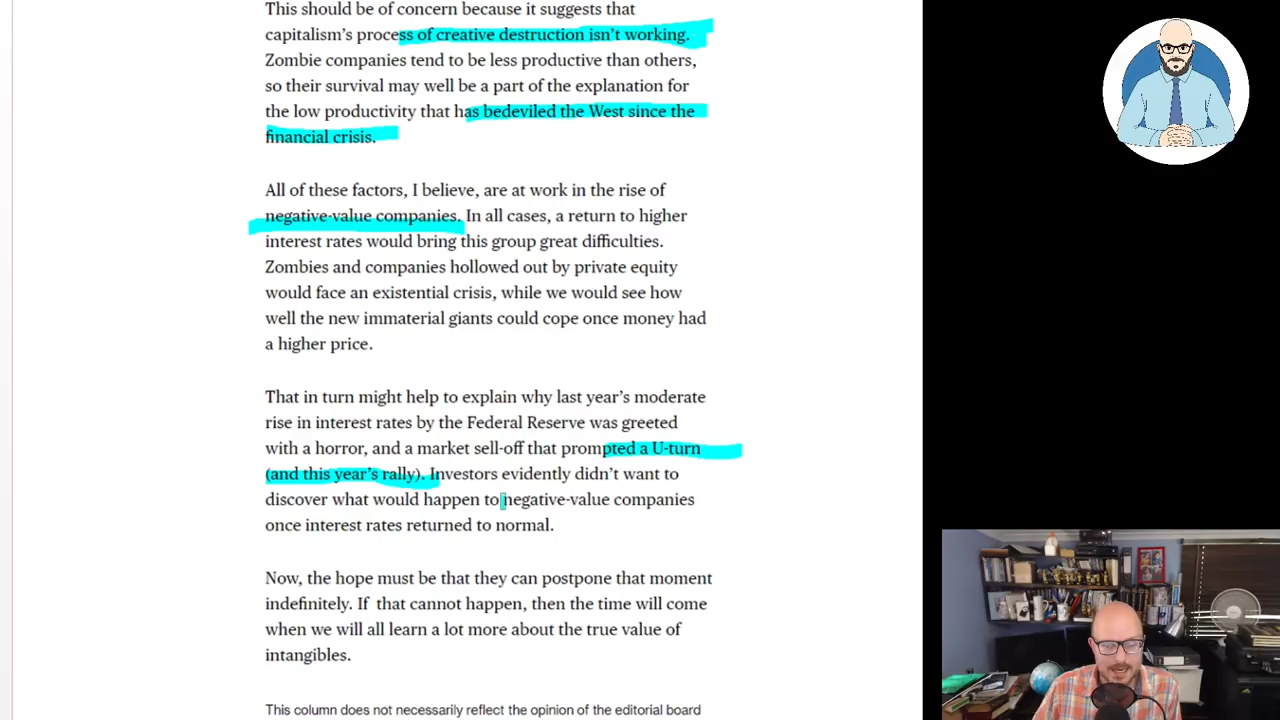 This should be of concern because it suggests that
capitalism's process of creative destruction isn't working.
Zombie companies tend to be less productive than others,
so their survival may well be a part of the explanation for
the low productivity that has bedeviled the West since the
financial crisis.
All of these factors, I believe, are at work in the rise of
negative-value companies. In all cases, a return to higher
interest rates would bring this group great difficulties.
Zombies and companies hollowed out by private equity
would face an existential crisis, while we would see how
well the new immaterial giants could cope once money had
a higher price.
That in turn might help to explain why last year's moderate
rise in interest rates by the Federal Reserve was greeted
with a horror, and a market sell-off that prompted a U-turn
(and this year's rally). Investors evidently didn't want to
discover what would happen to negative-value companies
once interest rates returned to normal.
Now, the hope must be that they can postpone that moment
indefinitely. If that cannot happen, then the time will come
when we will all learn a lot more about the true value of
intangibles.
This column does not necessarily reflect the opinion of the editorial board